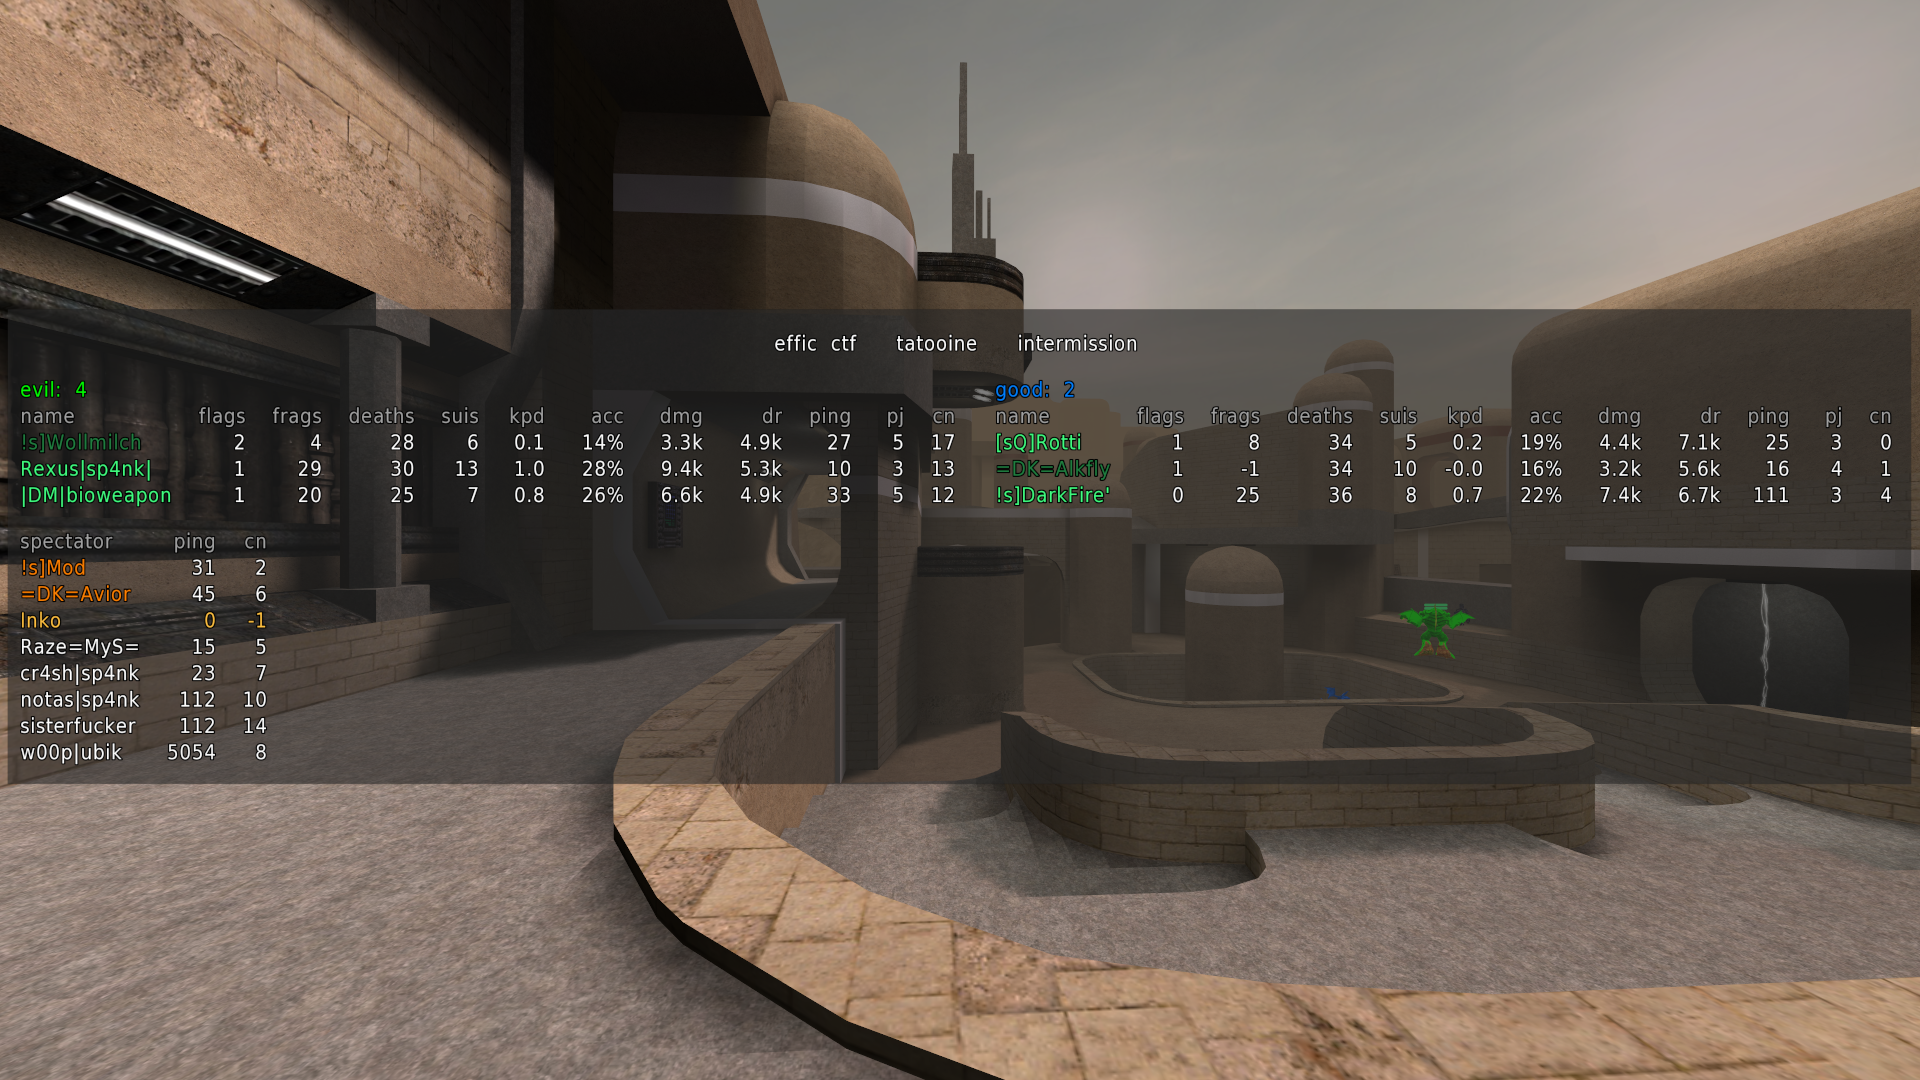 effic ctf tatooine intermission
evil: 4
name flags frags deaths suis kpd acc dmg dr ping pj cn
!s]Wollmilch 2 4 28 6 0.1 14% 3.3k 4.9k 27 5 17
Rexus|sp4nk| 1 29 30 13 1.0 28% 9.4k 5.3k 10 3 13
|DM|bioweapon 1 20 25 7 0.8 26% 6.6k 4.9k 33 5 12
good: 2
name flags frags deaths suis kpd acc dmg dr ping pj cn
[sQ]Rotti 1 8 34 5 0.2 19% 4.4k 7.1k 25 3 0
=DK=Alkfly 1 -1 34 10 -0.0 16% 3.2k 5.6k 16 4 1
!s]DarkFire' 0 25 36 8 0.7 22% 7.4k 6.7k 111 3 4
spectator ping cn
!s]Mod 31 2
=DK=Avior 45 6
lnko 0 -1
Raze=MyS= 15 5
cr4sh|sp4nk 23 7
notas|sp4nk 112 10
sisterfucker 112 14
w00p|ubik 5054 8